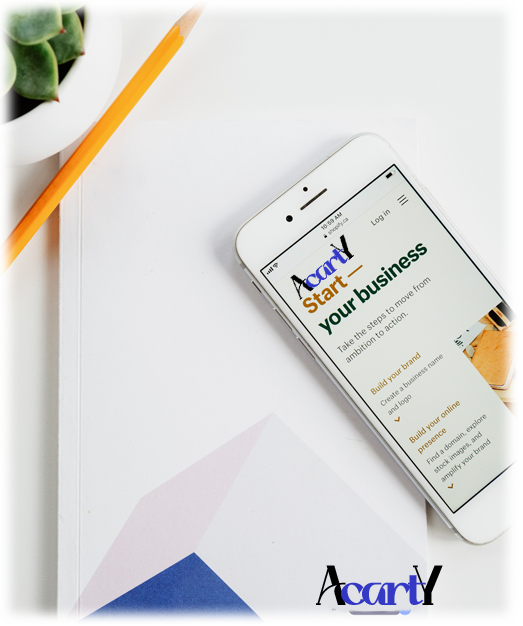 10:59 AM
shopify.ca
Log in
AcartY
Start —
your business
Take the steps to move from
ambition to action.
Build your brand
Create a business name
and logo
Build your online
presence
Find a domain, explore
stock images, and
amplify your brand
AcartY